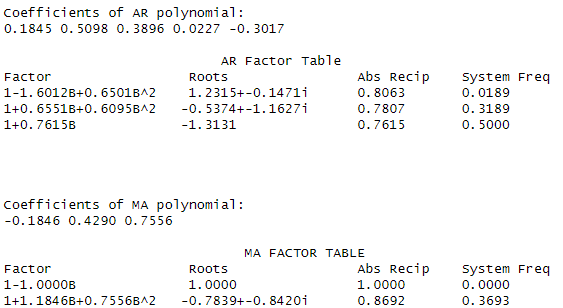 Coefficients of AR polynomial:
0.1845 0.5098 0.3896 0.0227 -0.3017
AR Factor Table
Factor Roots Abs Recip System Freq
1-1.6012B+0.6501B^2 1.2315+-0.1471i 0.8063 0.0189
1+0.6551B+0.6095B^2 -0.5374+-1.1627i 0.7807 0.3189
1+0.7615B -1.3131 0.7615 0.5000
Coefficients of MA polynomial:
-0.1846 0.4290 0.7556
MA FACTOR TABLE
Factor Roots Abs Recip System Freq
1-1.0000B 1.0000 1.0000 0.0000
1+1.1846B+0.7556B^2 -0.7839+-0.8420i 0.8692 0.3693